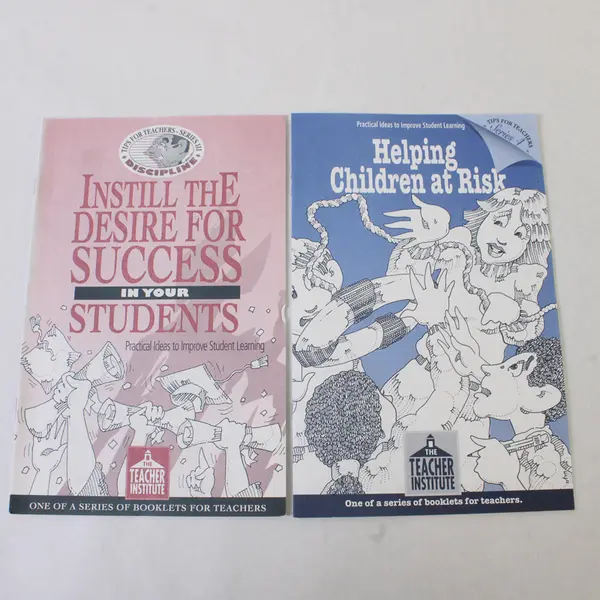 TIPS FOR TEACHERS - SERIES III
DISCIPLINE
INSTILL THE
DESIRE FOR
SUCCESS
IN YOUR
STUDENTS
Practical Ideas to Improve Student Learning
THE
TEACHER
INSTITUTE
ONE OF A SERIES OF BOOKLETS FOR TEACHERS
Practical Ideas to Improve Student Learning
TIPS FOR TEACHERS
Helping
Children at Risk
THE
TEACHER
INSTITUTE
One of a series of booklets for teachers.